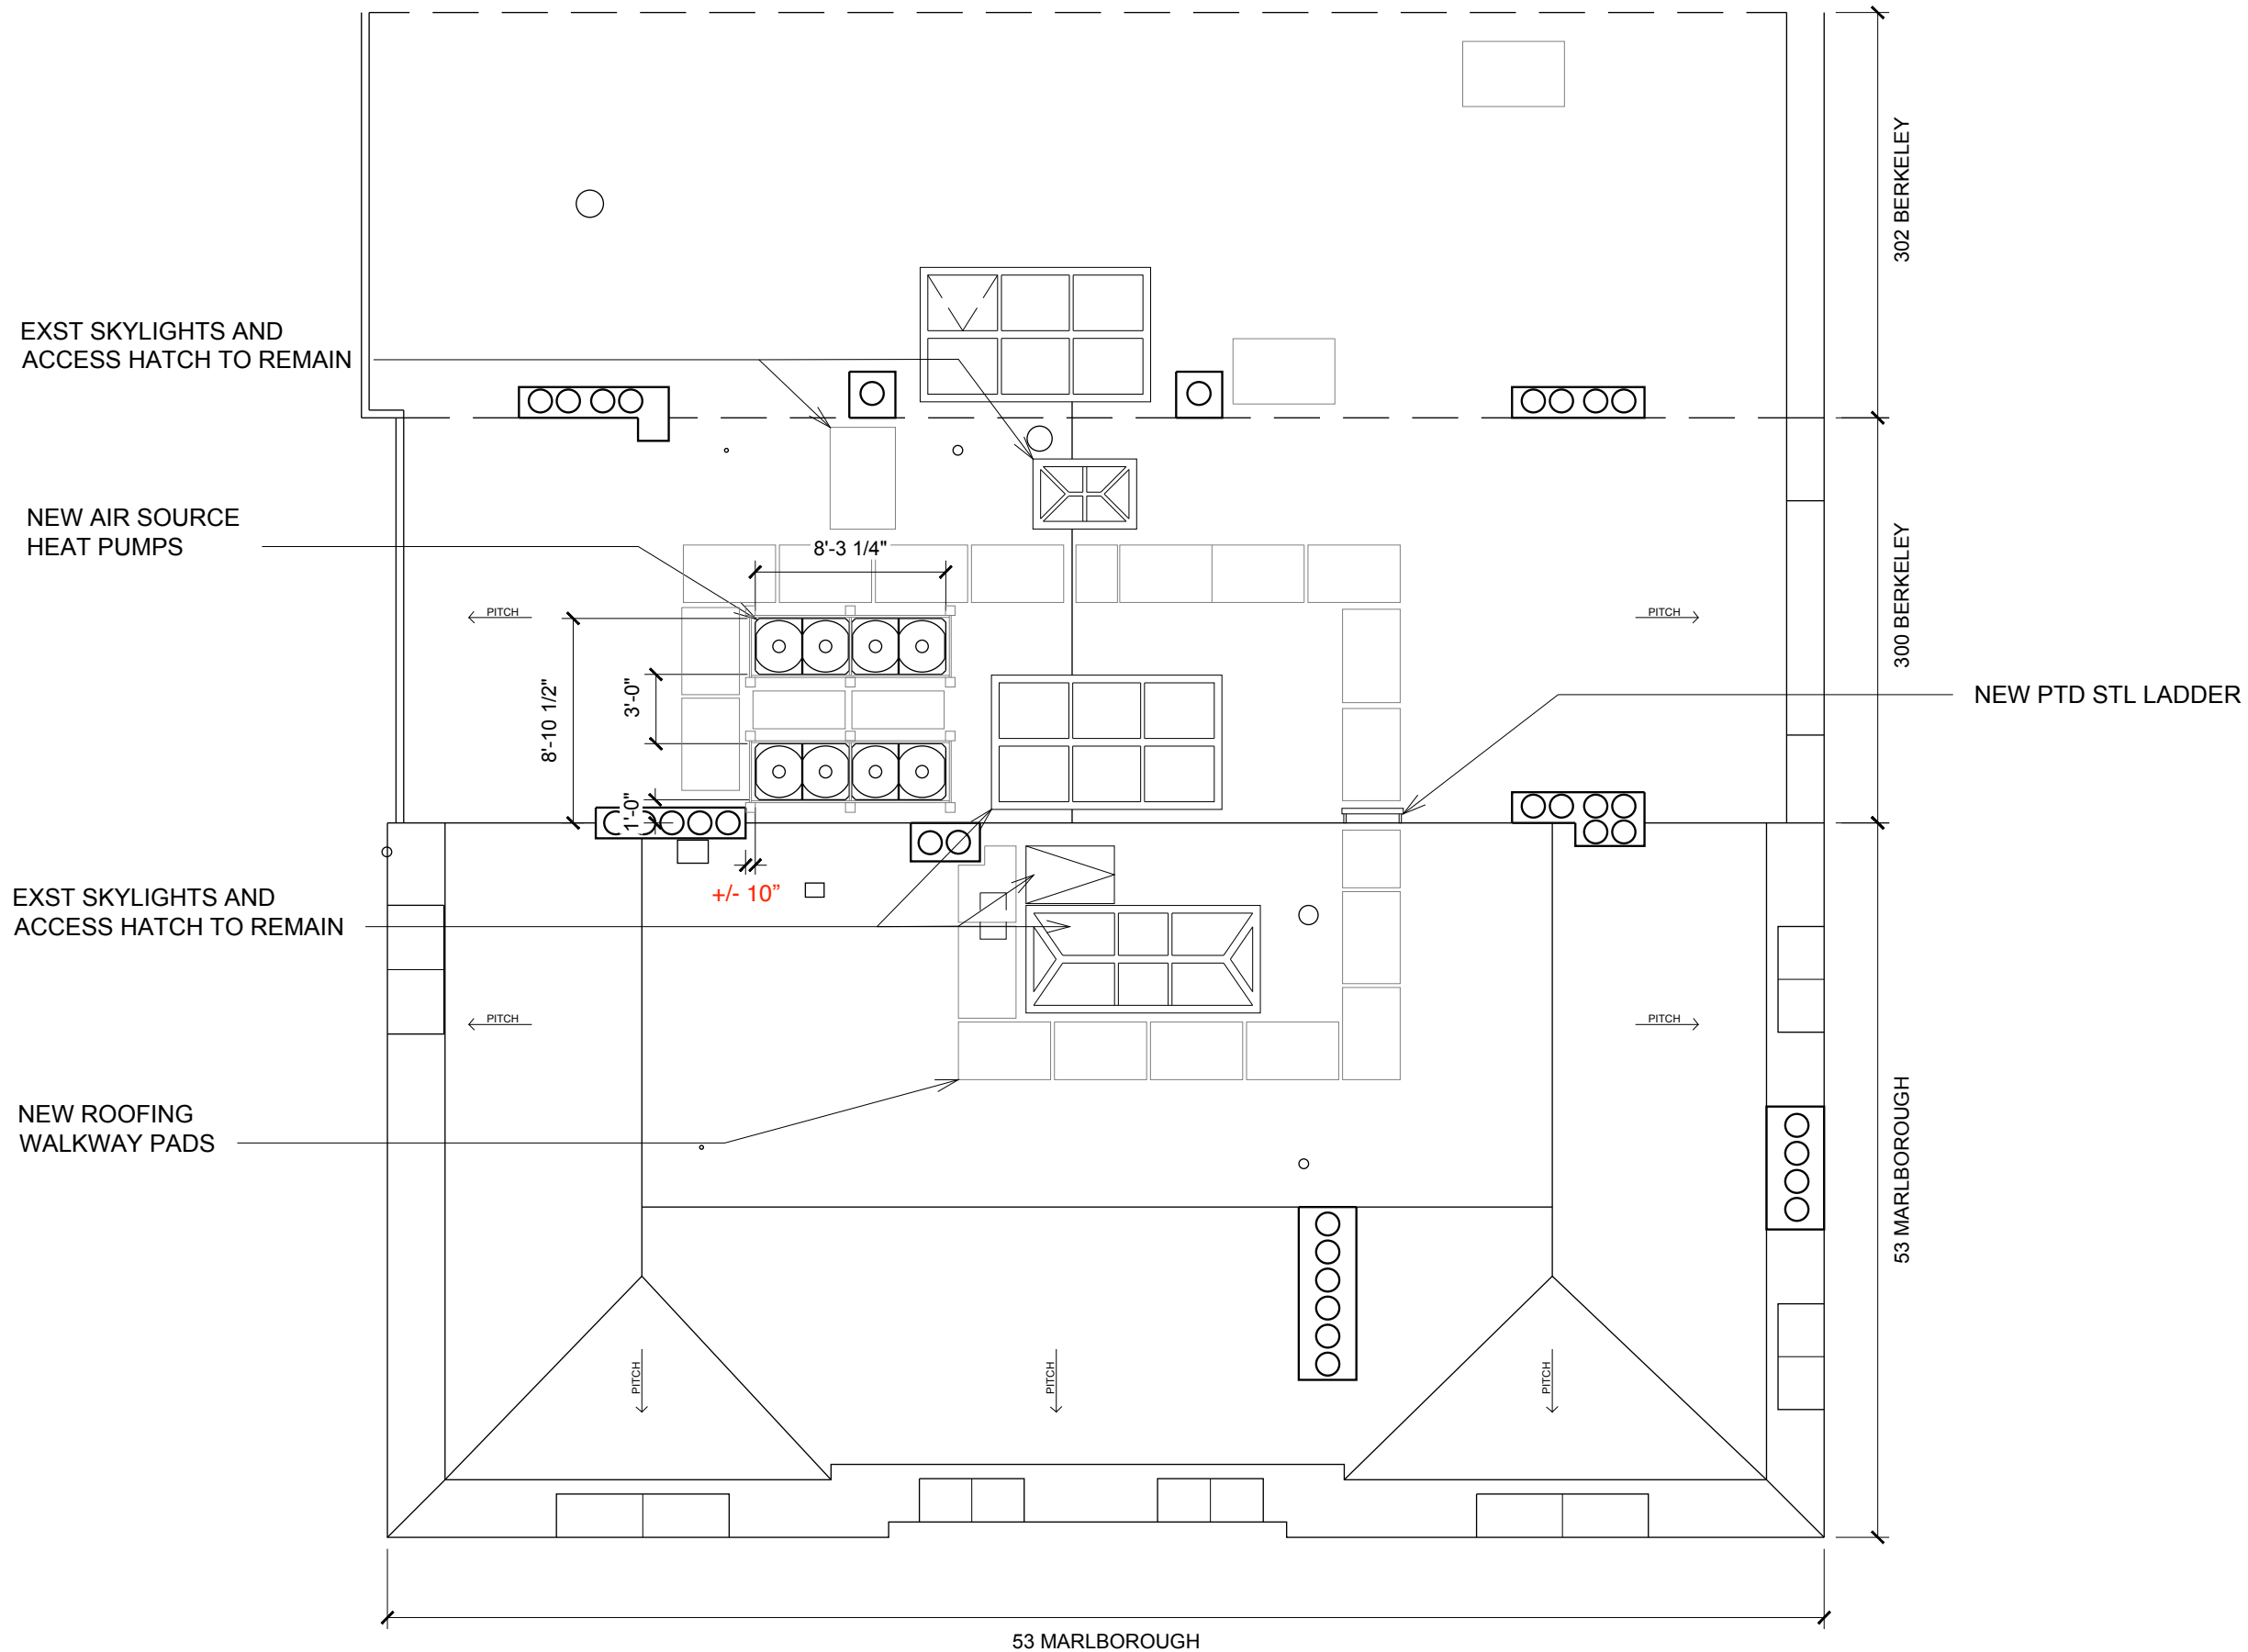 302 BERKELEY
EXST SKYLIGHTS AND
ACCESS HATCH TO REMAIN
NEW AIR SOURCE
HEAT PUMPS
8'-3 1/4"
PITCH
PITCH
300 BERKELEY
8'-10 1/2"
3'-0"
NEW PTD STL LADDER
1'-0"
+/- 10”
EXST SKYLIGHTS AND
ACCESS HATCH TO REMAIN
PITCH
PITCH
NEW ROOFING
WALKWAY PADS
53 MARLBOROUGH
PITCH
PITCH
PITCH
53 MARLBOROUGH